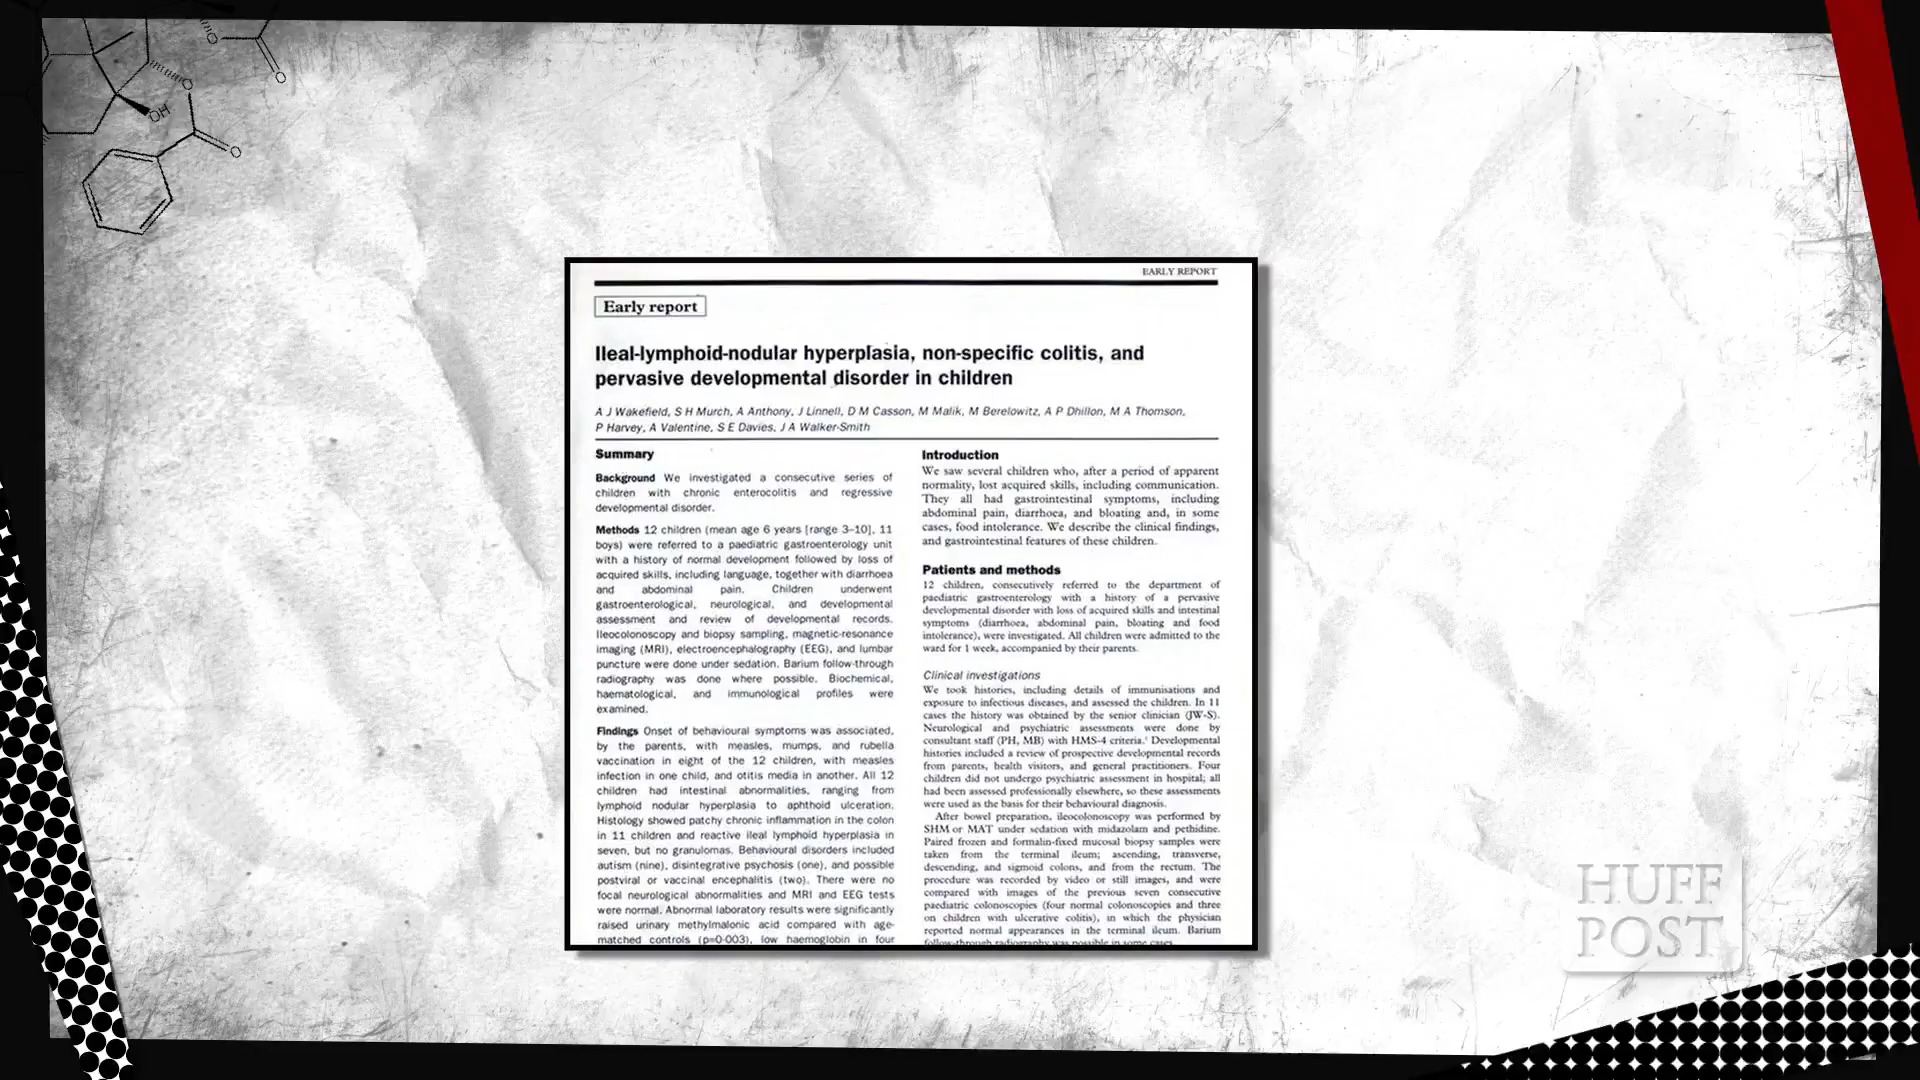 O
O
OH
O
O
EARLY REPORT
Early report
Ileal-lymphoid-nodular hyperplasia, non-specific colitis, and
pervasive developmental disorder in children
A J Wakefield, S H Murch, A Anthony, J Linnell, D M Casson, M Malik, M Berelowitz, A P Dhillon, M A Thomson,
P Harvey, A Valentine, S E Davies, J A Walker-Smith
Summary
Background We investigated a consecutive series of
children with chronic enterocolitis and regressive
developmental disorder.
Methods 12 children (mean age 6 years [range 3–10], 11
boys) were referred to a paediatric gastroenterology unit
with a history of normal development followed by loss of
acquired skills, including language, together with diarrhoea
and abdominal pain. Children underwent
gastroenterological, neurological, and developmental
assessment and review of developmental records.
Ileocolonoscopy and biopsy sampling, magnetic-resonance
imaging (MRI), electroencephalography (EEG), and lumbar
puncture were done under sedation. Barium follow-through
radiography was done where possible. Biochemical,
haematological, and immunological profiles were
examined.
Findings Onset of behavioural symptoms was associated,
by the parents, with measles, mumps, and rubella
vaccination in eight of the 12 children, with measles
infection in one child, and otitis media in another. All 12
children had intestinal abnormalities, ranging from
lymphoid nodular hyperplasia to aphthoid ulceration.
Histology showed patchy chronic inflammation in the colon
in 11 children and reactive ileal lymphoid hyperplasia in
seven, but no granulomas. Behavioural disorders included
autism (nine), disintegrative psychosis (one), and possible
postviral or vaccinal encephalitis (two). There were no
focal neurological abnormalities and MRI and EEG tests
were normal. Abnormal laboratory results were significantly
raised urinary methylmalonic acid compared with age-
matched controls (p=0·003), low haemoglobin in four
Introduction
We saw several children who, after a period of apparent
normality, lost acquired skills, including communication.
They all had gastrointestinal symptoms, including
abdominal pain, diarrhoea, and bloating and, in some
cases, food intolerance. We describe the clinical findings,
and gastrointestinal features of these children.
Patients and methods
12 children, consecutively referred to the department of
paediatric gastroenterology with a history of a pervasive
developmental disorder with loss of acquired skills and intestinal
symptoms (diarrhoea, abdominal pain, bloating and food
intolerance), were investigated. All children were admitted to the
ward for 1 week, accompanied by their parents.
Clinical investigations
We took histories, including details of immunisations and
exposure to infectious diseases, and assessed the children. In 11
cases the history was obtained by the senior clinician (JW-S).
Neurological and psychiatric assessments were done by
consultant staff (PH, MB) with HMS-4 criteria.¹ Developmental
histories included a review of prospective developmental records
from parents, health visitors, and general practitioners. Four
children did not undergo psychiatric assessment in hospital; all
had been assessed professionally elsewhere, so these assessments
were used as the basis for their behavioural diagnosis.
After bowel preparation, ileocolonoscopy was performed by
SHM or MAT under sedation with midazolam and pethidine.
Paired frozen and formalin-fixed mucosal biopsy samples were
taken from the terminal ileum; ascending, transverse,
descending, and sigmoid colons, and from the rectum. The
procedure was recorded by video or still images, and were
compared with images of the previous seven consecutive
paediatric colonoscopies (four normal colonoscopies and three
on children with ulcerative colitis), in which the physician
reported normal appearances in the terminal ileum. Barium
follow-through radiography was possible in some cases.
HUFF
POST